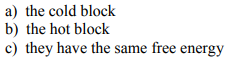 a) the cold block
b) the hot block
c) they have the same free energy